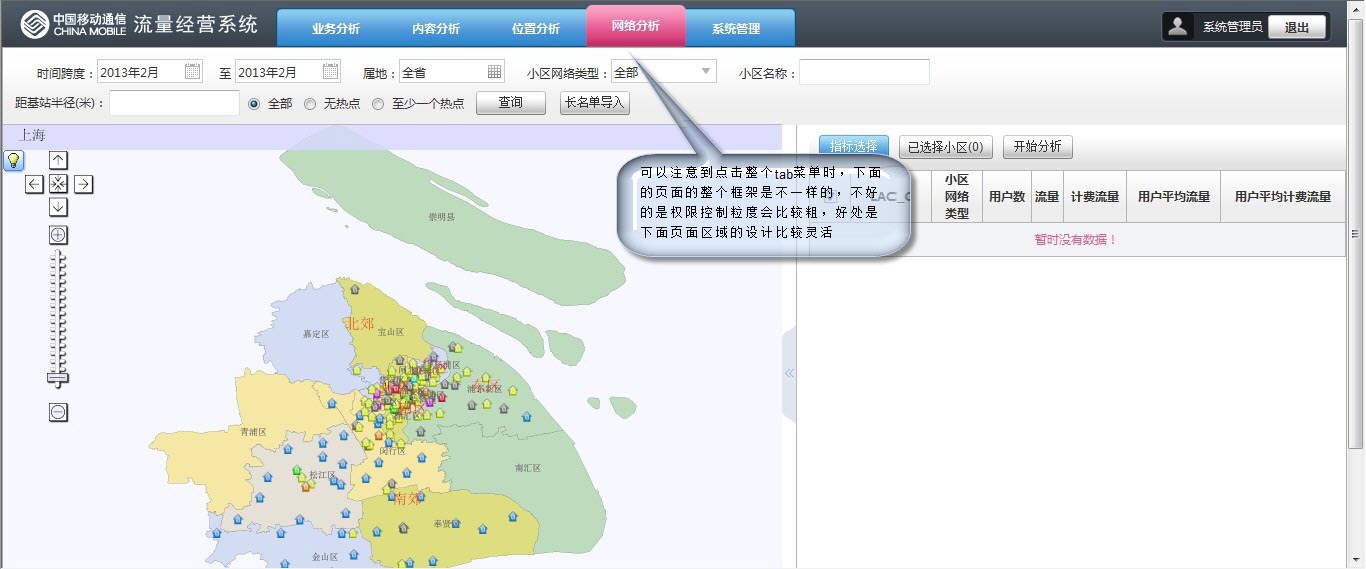 中国移动通信
CHINA MOBILE
流量经营系统
业务分析 内容分析 位置分析 网络分析 系统管理
系统管理员 退出
时间跨度： 2013年2月 至 2013年2月 属地： 全省 小区网络类型： 全部 小区名称：
距基站半径(米)： 全部 无热点 至少一个热点 查询 长名单导入
上海
指标选择 已选择小区(0) 开始分析
可以注意到点击整个tab菜单时，下面
的页面的整个框架是不一样的，不好
的是权限控制粒度会比较粗，好处是
下面页面区域的设计比较灵活
小区
网络
类型
用户数 流量 计费流量 用户平均流量 用户平均计费流量
暂时没有数据！
崇明县
嘉定区
北郊
宝山区
浦东新区
青浦区
闵行区
松江区
南汇区
南郊
奉贤
金山区